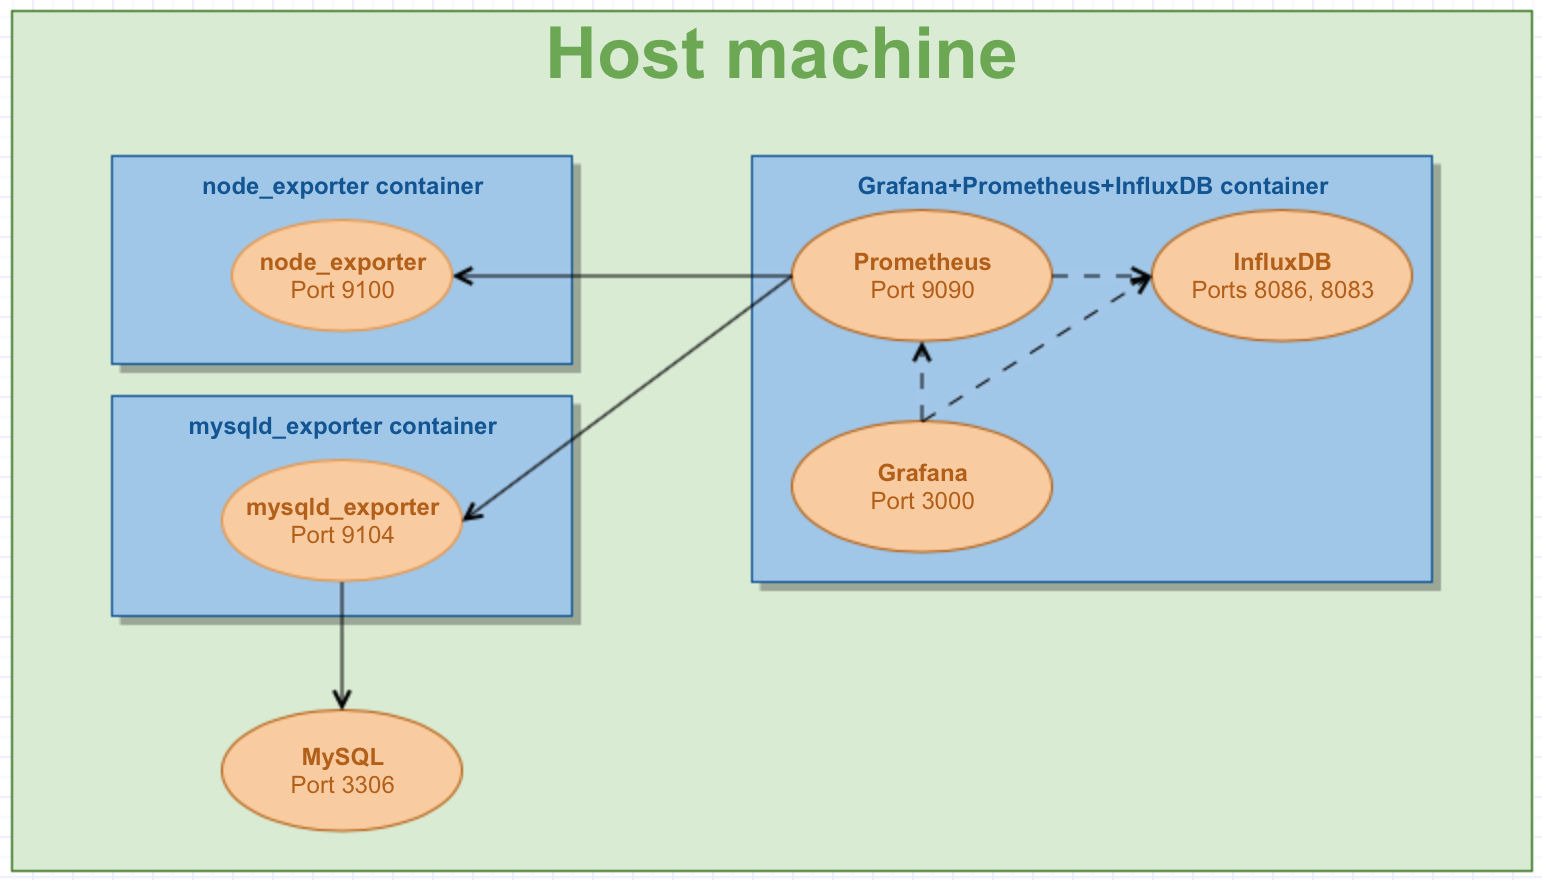 Host machine
node_exporter container
node_exporter
Port 9100
Grafana+Prometheus+InfluxDB container
Prometheus
Port 9090
InfluxDB
Ports 8086, 8083
Grafana
Port 3000
mysqld_exporter container
mysqld_exporter
Port 9104
MySQL
Port 3306